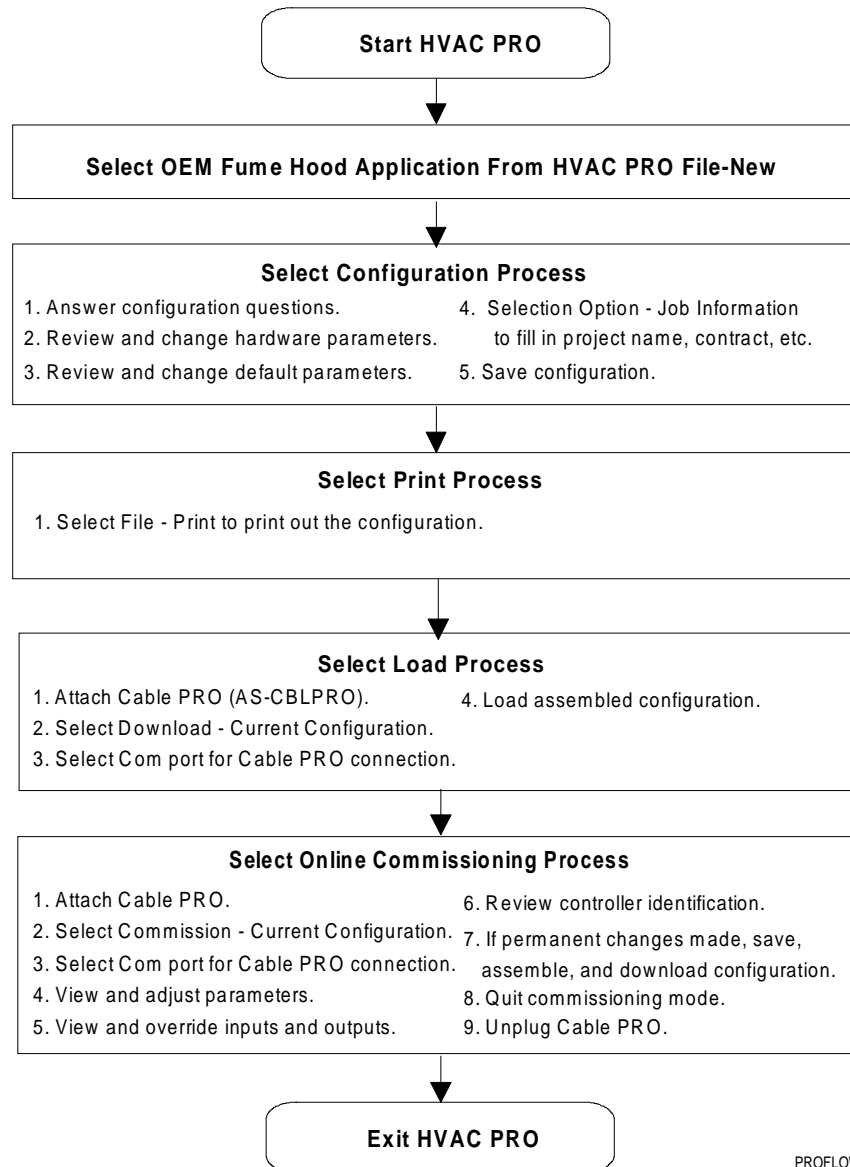 Start HVAC PRO
Select OEM Fume Hood Application From HVAC PRO File-New
Select Configuration Process
1. Answer configuration questions.
2. Review and change hardware parameters.
3. Review and change default parameters.
4. Selection Option - Job Information
to fill in project name, contract, etc.
5. Save configuration.
Select Print Process
1. Select File - Print to print out the configuration.
Select Load Process
1. Attach Cable PRO (AS-CBLPRO).
2. Select Download - Current Configuration.
3. Select Com port for Cable PRO connection.
4. Load assembled configuration.
Select Online Commissioning Process
1. Attach Cable PRO.
2. Select Commission - Current Configuration.
3. Select Com port for Cable PRO connection.
4. View and adjust parameters.
5. View and override inputs and outputs.
6. Review controller identification.
7. If permanent changes made, save,
assemble, and download configuration.
8. Quit commissioning mode.
9. Unplug Cable PRO.
Exit HVAC PRO